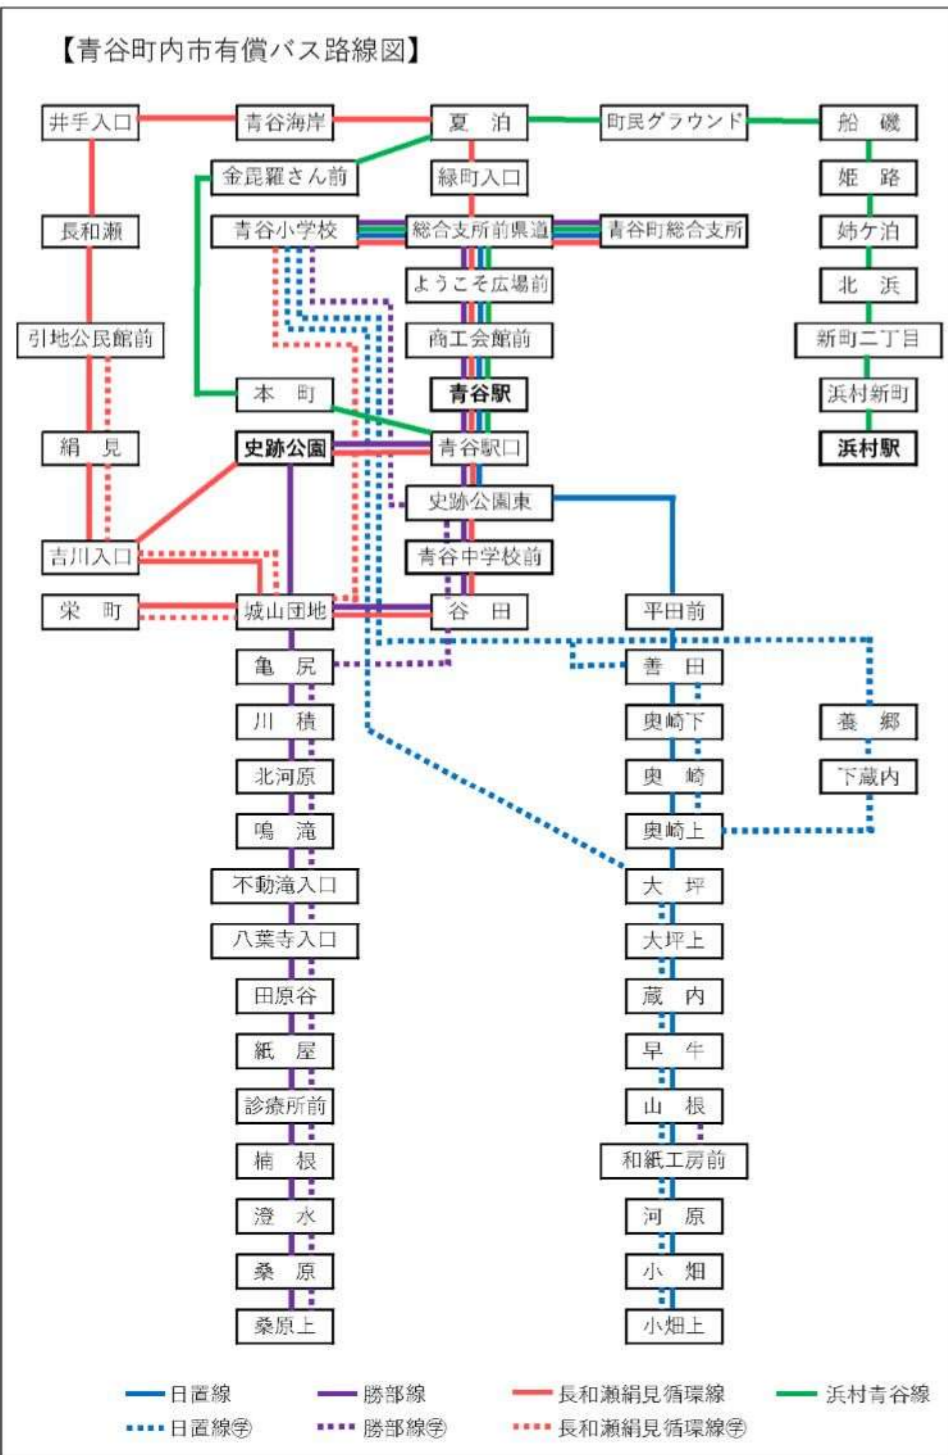 【青谷町内市有償バス路線図】
井手入口 青谷海岸 夏　泊 町民グラウンド 船　磯
金毘羅さん前 緑町入口 姫　路
長和瀬 青谷小学校 総合支所前県道 青谷町総合支所 姉ケ泊
ようこそ広場前 北　浜
引地公民館前 商工会館前 新町二丁目
本　町 青谷駅 浜村新町
絹　見 史跡公園 青谷駅口 浜村駅
史跡公園東
吉川入口 青谷中学校前
栄　町 城山団地 谷　田 平田前
亀　尻 善　田
川　積 奥崎下 養　郷
北河原 奥　崎 下蔵内
鳴　滝 奥崎上
不動滝入口 大　坪
八葉寺入口 大坪上
田原谷 蔵　内
紙　屋 早　牛
診療所前 山　根
楠　根 和紙工房前
澄　水 河　原
桑　原 小　畑
桑原上 小畑上
日置線 勝部線 長和瀬絹見循環線 浜村青谷線
日置線㊫ 勝部線㊫ 長和瀬絹見循環線㊫